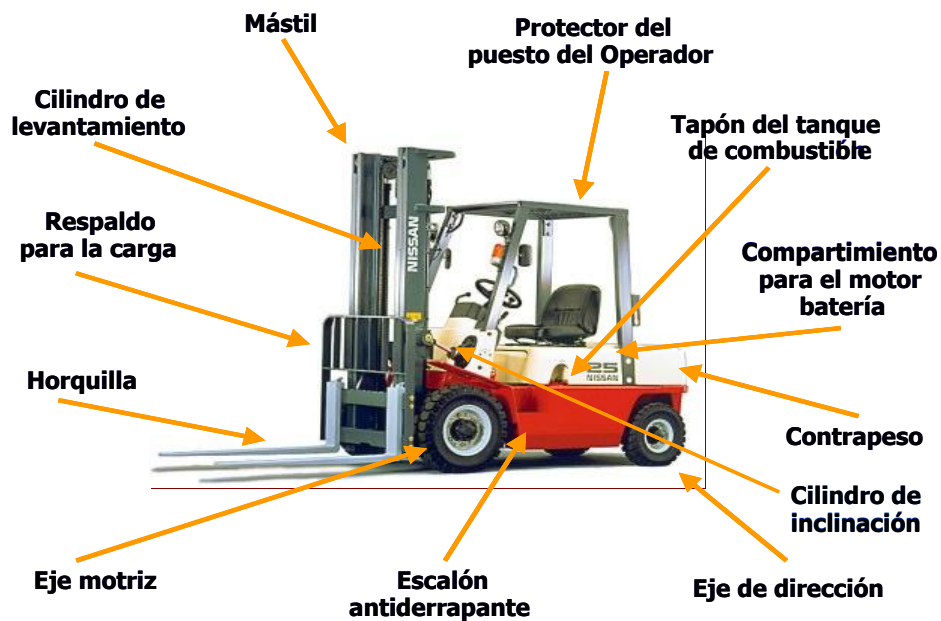 Mástil
Protector del
puesto del Operador
Cilindro de
levantamiento
Tapón del tanque
de combustible
Respaldo
para la carga
Compartimiento
para el motor
batería
NISSAN
25
NISSAN
Horquilla
Contrapeso
Cilindro de
inclinación
Eje motriz
Escalón
antiderrapante
Eje de dirección